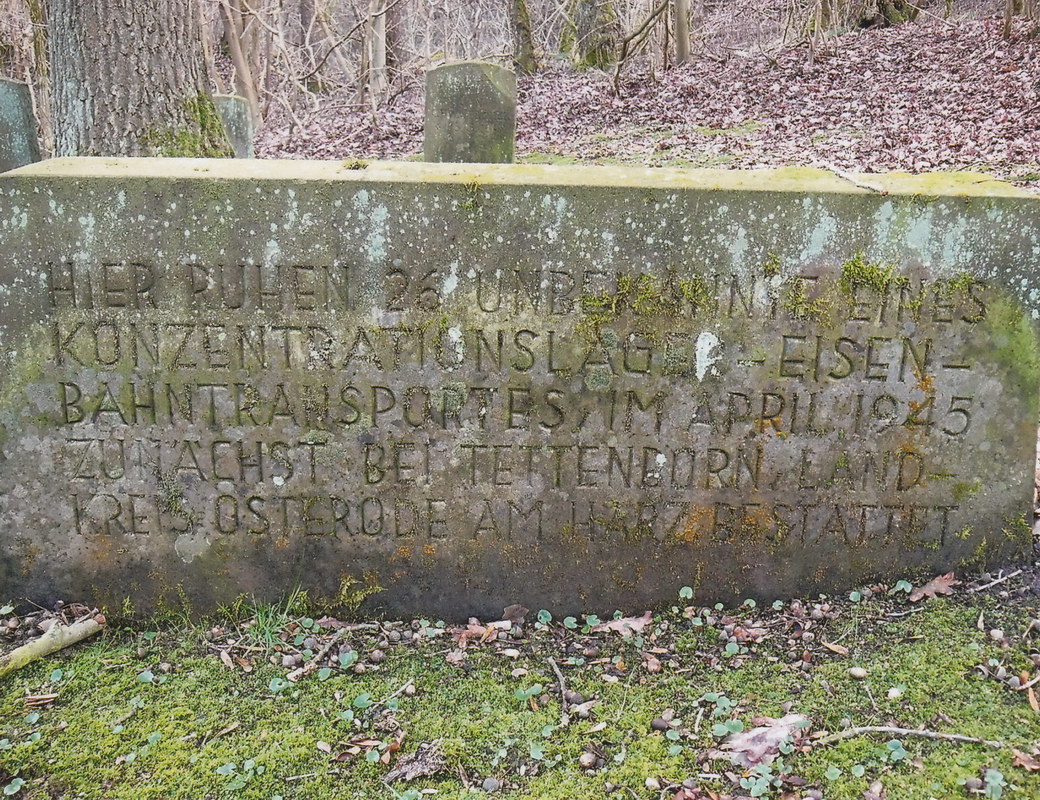 HIER RUHEN 26 UNBEKANNTE EINES
KONZENTRATIONSLAGER – EISEN-
BAHNTRANSPORTES, IM APRIL 1945
ZUNÄCHST BEI TETTENBORN, LAND-
KREIS OSTERODE AM HARZ BESTATTET